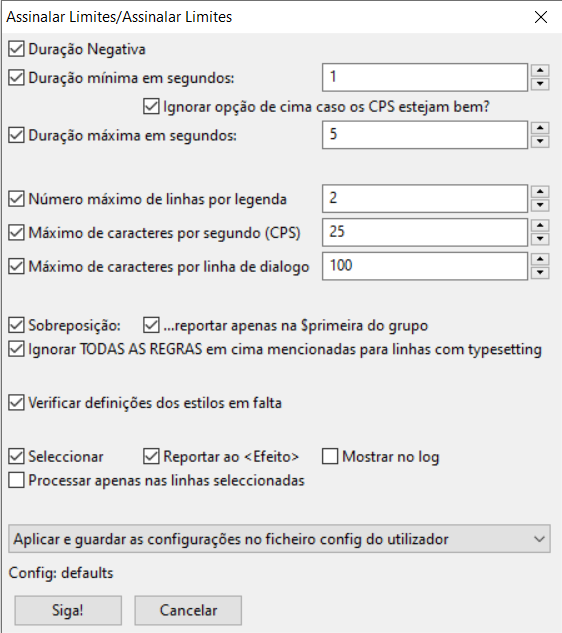 Assinalar Limites/Assinalar Limites
Duração Negativa
Duração mínima em segundos: 1
Ignorar opção de cima caso os CPS estejam bem?
Duração máxima em segundos: 5
Número máximo de linhas por legenda 2
Máximo de caracteres por segundo (CPS) 25
Máximo de caracteres por linha de dialogo 100
Sobreposição: ...reportar apenas na $primeira do grupo
Ignorar TODAS AS REGRAS em cima mencionadas para linhas com typesetting
Verificar definições dos estilos em falta
Seleccionar Reportar ao <Efeito> Mostrar no log
Processar apenas nas linhas seleccionadas
Aplicar e guardar as configurações no ficheiro config do utilizador
Config: defaults
Siga! Cancelar